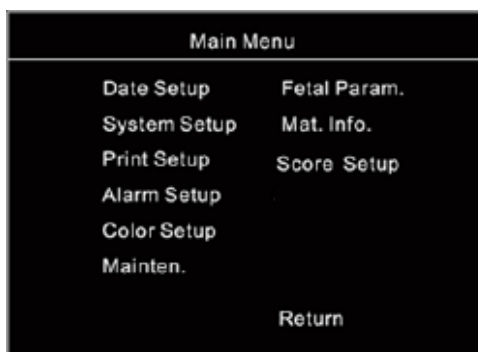 Main Menu
Date Setup
System Setup
Print Setup
Alarm Setup
Color Setup
Mainten.
Fetal Param.
Mat. Info.
Score Setup
Return